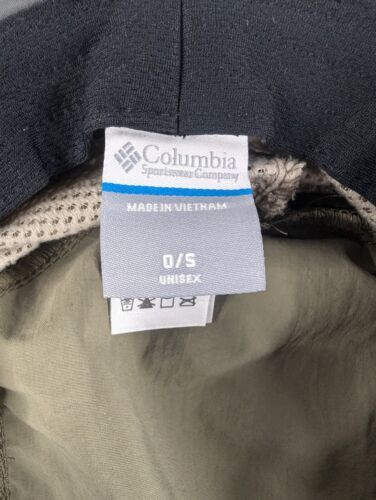 Columbia
Sportswear Company
MADE IN VIETNAM
O/S
UNISEX